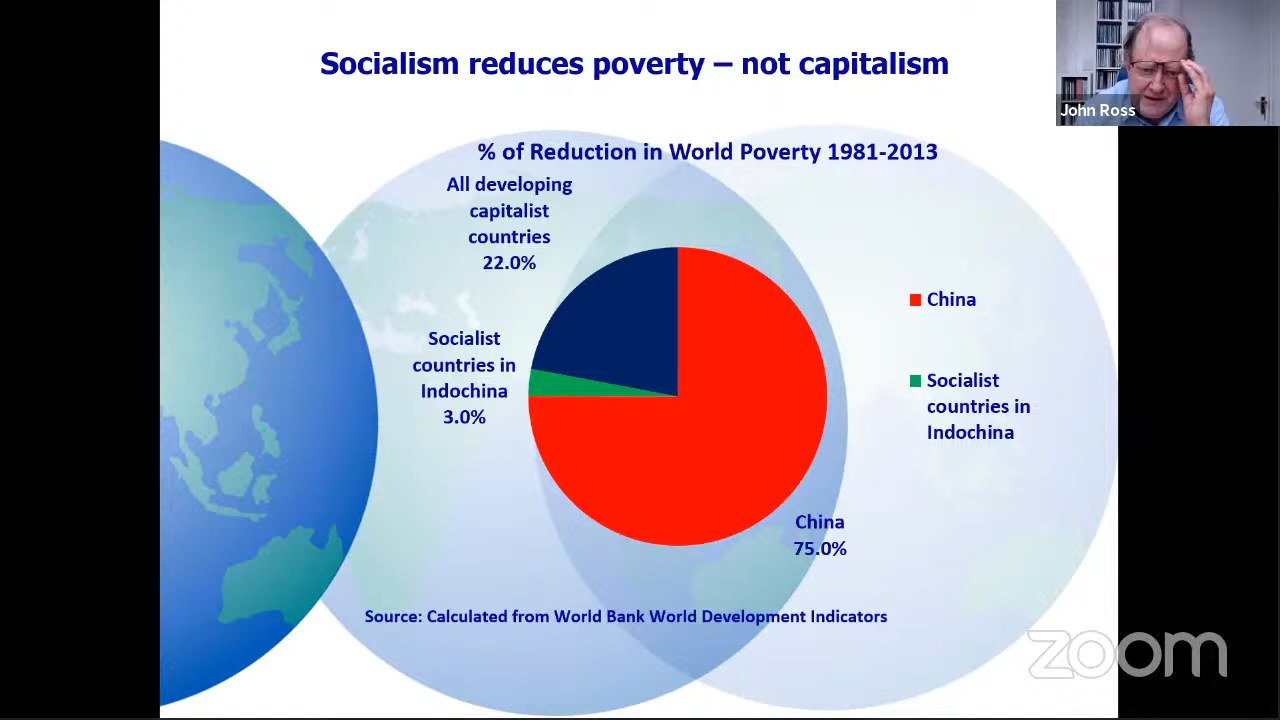 Socialism reduces poverty – not capitalism
John Ross
% of Reduction in World Poverty 1981-2013
All developing
capitalist
countries
22.0%
Socialist
countries in
Indochina
3.0%
China
Socialist
countries in
Indochina
China
75.0%
Source: Calculated from World Bank World Development Indicators
zoom